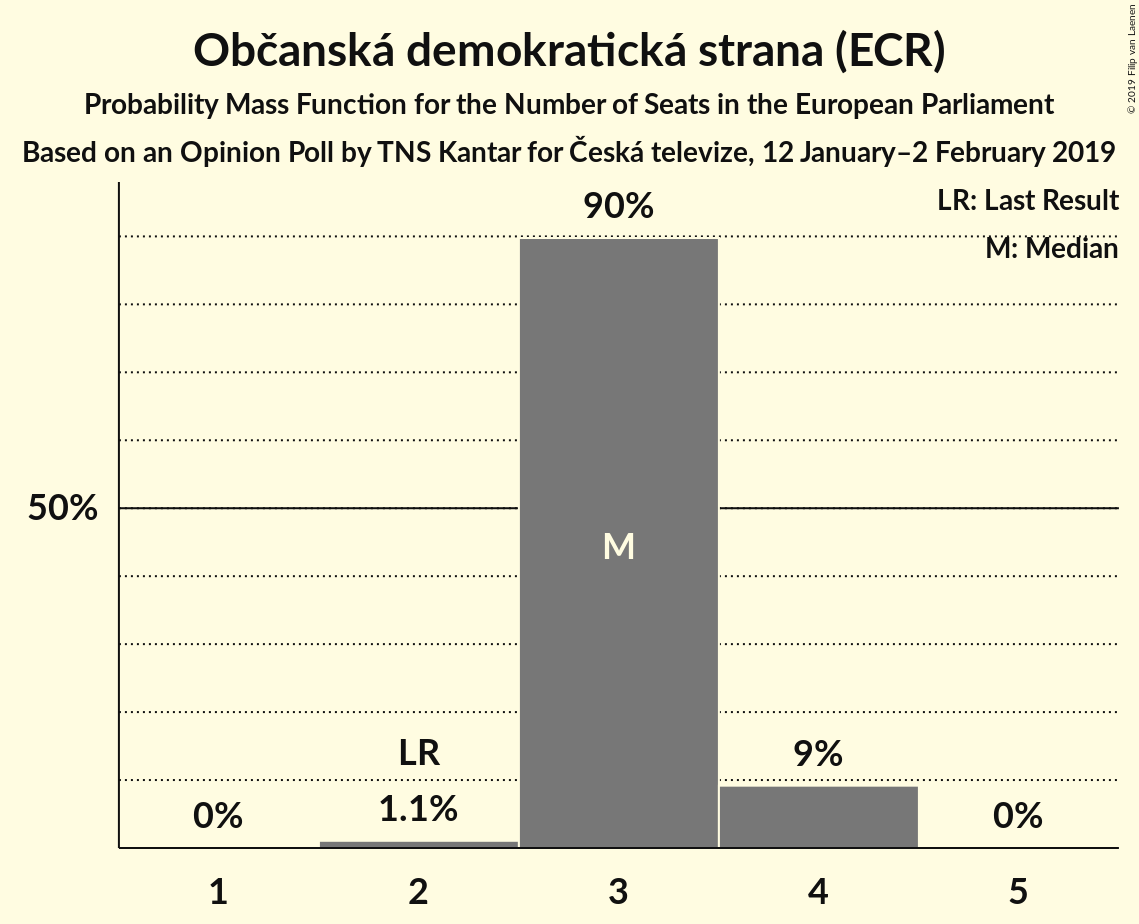 Občanská demokratická strana (ECR)
Probability Mass Function for the Number of Seats in the European Parliament
Based on an Opinion Poll by TNS Kantar for Česká televize, 12 January–2 February 2019
© 2019 Filip van Laenen
LR: Last Result
M: Median
90%
50%
M
LR
9%
0%
1.1%
0%
1 2 3 4 5